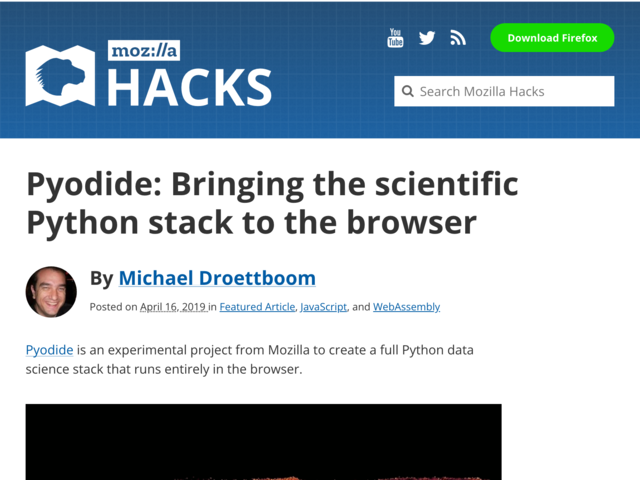 You
Tube
Download Firefox
moz://a
HACKS
Search Mozilla Hacks
Pyodide: Bringing the scientific
Python stack to the browser
By Michael Droettboom
Posted on April 16, 2019 in Featured Article, JavaScript, and WebAssembly
Pyodide is an experimental project from Mozilla to create a full Python data
science stack that runs entirely in the browser.